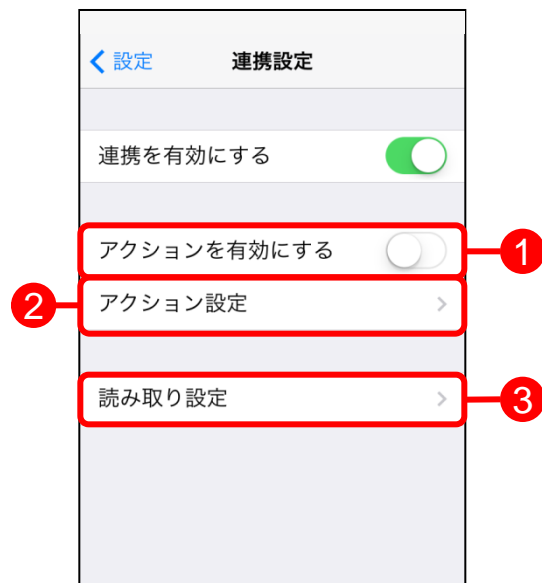 設定 連携設定
連携を有効にする
アクションを有効にする 1
2 アクション設定
読み取り設定 3